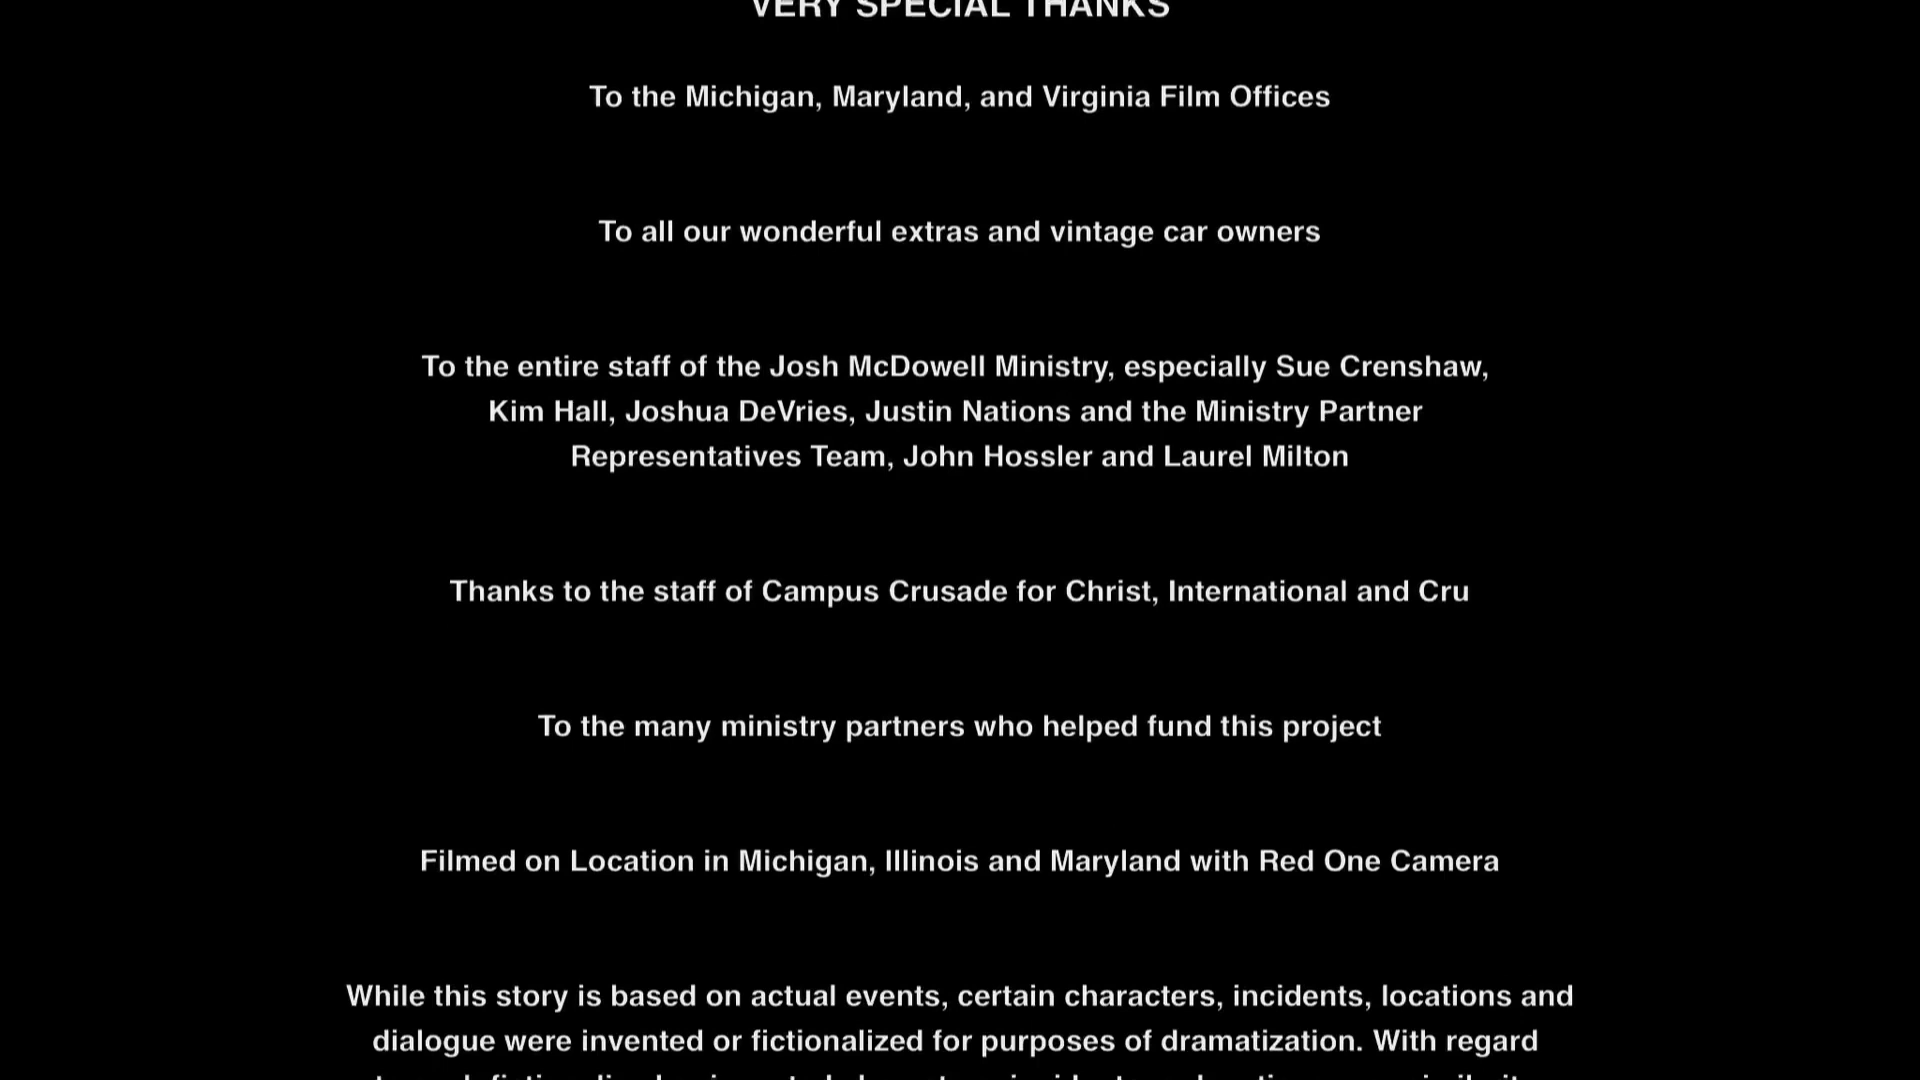 VERY SPECIAL THANKS
To the Michigan, Maryland, and Virginia Film Offices
To all our wonderful extras and vintage car owners
To the entire staff of the Josh McDowell Ministry, especially Sue Crenshaw,
Kim Hall, Joshua DeVries, Justin Nations and the Ministry Partner
Representatives Team, John Hossler and Laurel Milton
Thanks to the staff of Campus Crusade for Christ, International and Cru
To the many ministry partners who helped fund this project
Filmed on Location in Michigan, Illinois and Maryland with Red One Camera
While this story is based on actual events, certain characters, incidents, locations and
dialogue were invented or fictionalized for purposes of dramatization. With regard